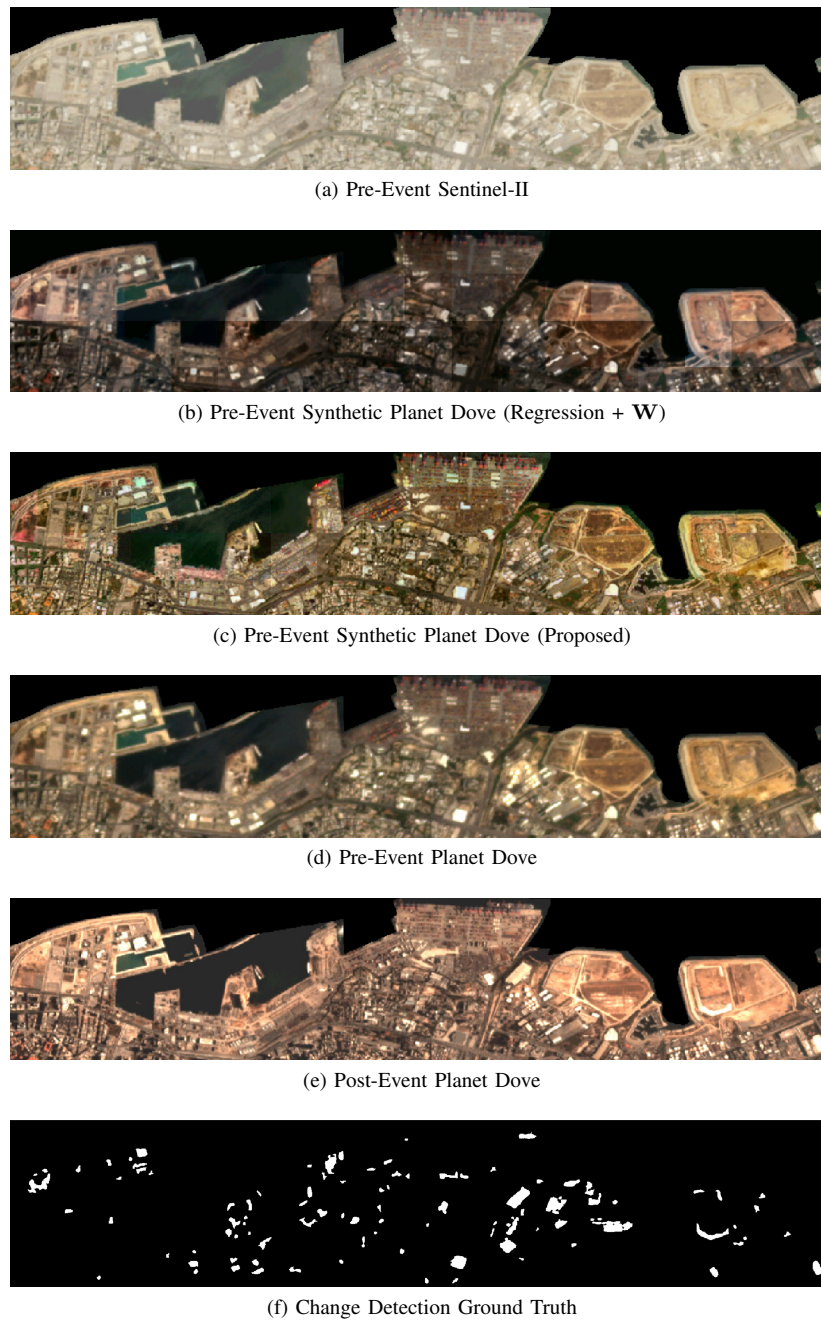 (a) Pre-Event Sentinel-II
(b) Pre-Event Synthetic Planet Dove (Regression + W)
(c) Pre-Event Synthetic Planet Dove (Proposed)
(d) Pre-Event Planet Dove
(e) Post-Event Planet Dove
(f) Change Detection Ground Truth